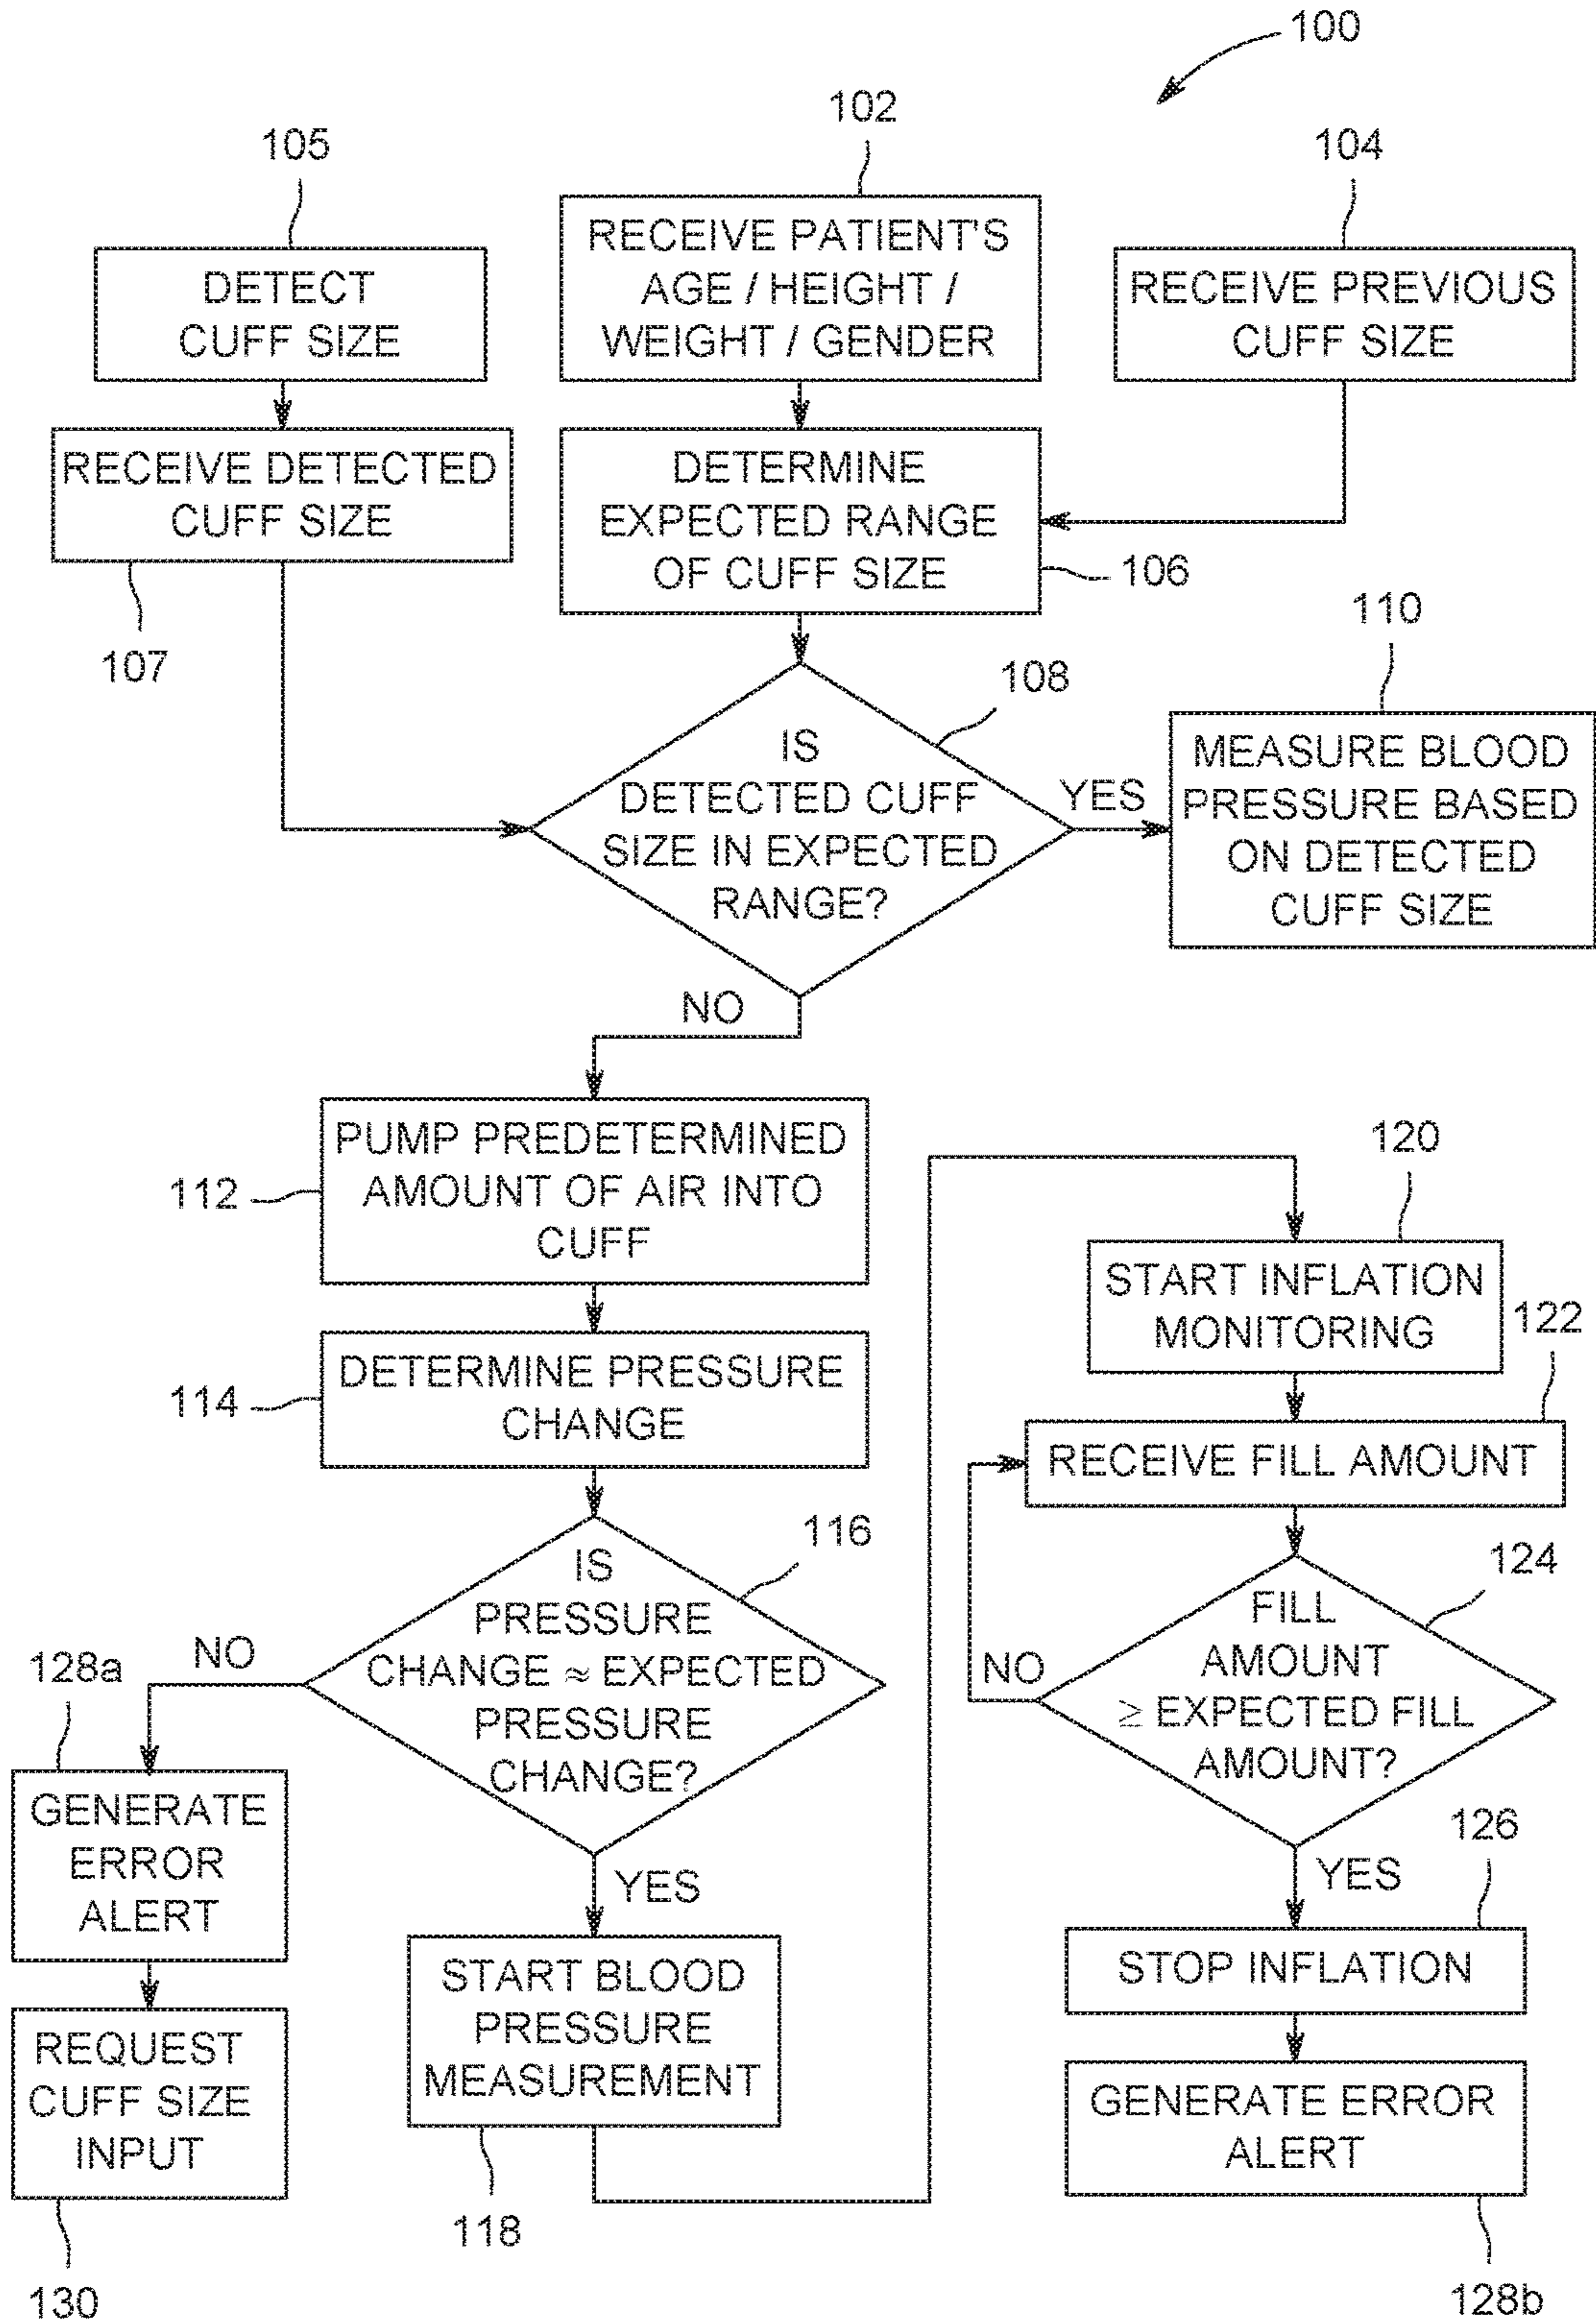 100
102
105
104
DETECT
CUFF SIZE
RECEIVE PATIENT'S
AGE / HEIGHT /
WEIGHT / GENDER
RECEIVE PREVIOUS
CUFF SIZE
RECEIVE DETECTED
CUFF SIZE
107
DETERMINE
EXPECTED RANGE
OF CUFF SIZE
106
108
IS
DETECTED CUFF
SIZE IN EXPECTED
RANGE?
YES
110
MEASURE BLOOD
PRESSURE BASED
ON DETECTED
CUFF SIZE
NO
112
PUMP PREDETERMINED
AMOUNT OF AIR INTO
CUFF
114
DETERMINE PRESSURE
CHANGE
116
IS
PRESSURE
CHANGE ≈ EXPECTED
PRESSURE
CHANGE?
NO
128a
GENERATE
ERROR
ALERT
REQUEST
CUFF SIZE
INPUT
130
YES
START BLOOD
PRESSURE
MEASUREMENT
118
120
START INFLATION
MONITORING
122
RECEIVE FILL AMOUNT
124
FILL
AMOUNT
≥ EXPECTED FILL
AMOUNT?
NO
YES
126
STOP INFLATION
GENERATE ERROR
ALERT
128b